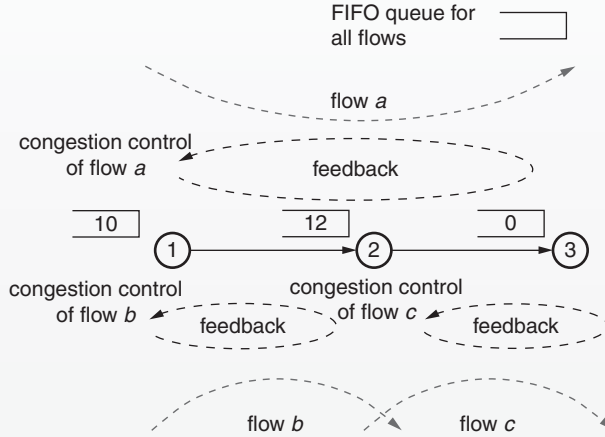 FIFO queue for
all flows
flow a
congestion control
of flow a
feedback
10
12
0
1
2
3
congestion control
of flow b
feedback
congestion control
of flow c
feedback
flow b
flow c